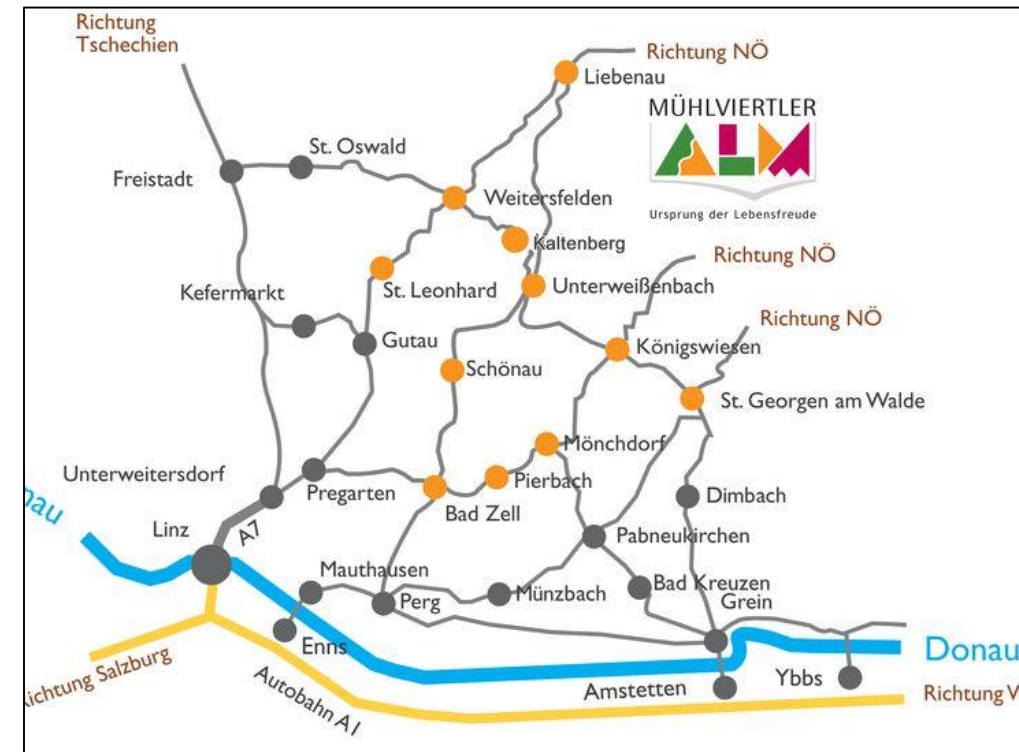 Richtung
Tschechien
Richtung NÖ
Liebenau
MÜHLVIERTLER
ALM
Ursprung der Lebensfreude
St. Oswald
Freistadt
Weitersfelden
Kaltenberg
Richtung NÖ
St. Leonhard
Unterweißenbach
Kefermarkt
Richtung NÖ
Gutau
Königswiesen
Schönau
St. Georgen am Walde
Mönchdorf
Unterweitersdorf
Pregarten
Pierbach
Dimbach
Bad Zell
nau
Linz
A7
Pabneukirchen
Mauthausen
Perg
Münzbach
Bad Kreuzen
Grein
Enns
Donau
Richtung Salzburg
Autobahn A1
Amstetten
Ybbs
Richtung W